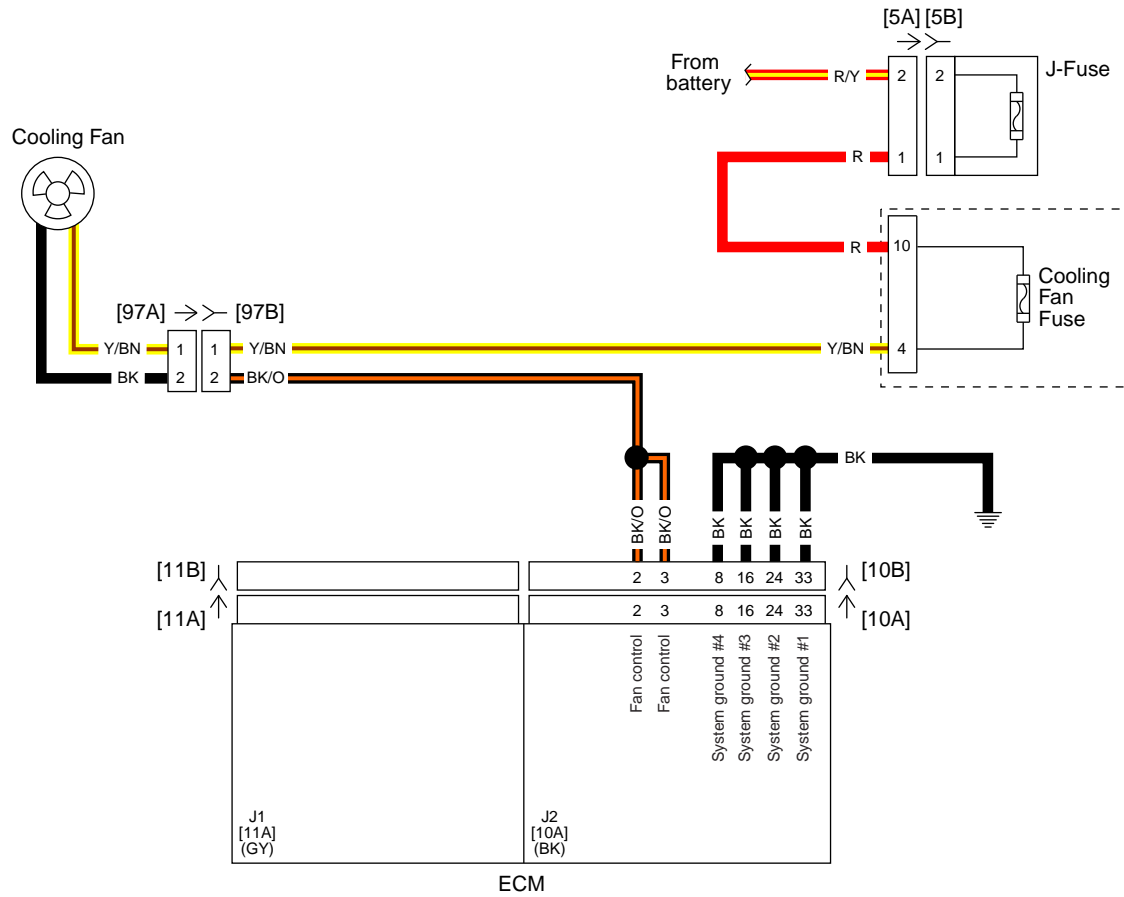 [5A] [5B]
From
battery
R/Y
2
2
J-Fuse
R
1
1
Cooling Fan
R
10
Cooling
Fan
Fuse
[97A]
[97B]
Y/BN
1
1
Y/BN
Y/BN
4
BK
2
2
BK/O
BK
BK/O
BK/O
BK
BK
BK
BK
[11B]
2
3
8
16
24
33
[10B]
[11A]
2
3
8
16
24
33
[10A]
Fan control
Fan control
System ground #4
System ground #3
System ground #2
System ground #1
J1
[11A]
(GY)
J2
[10A]
(BK)
ECM